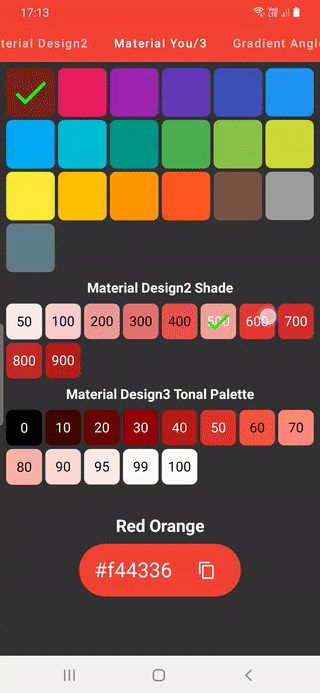 17:13
terial Design2 Material You/3 Gradient Angle
Material Design2 Shade
50 100 200 300 400 500 600 700
800 900
Material Design3 Tonal Palette
0 10 20 30 40 50 60 70
80 90 95 99 100
Red Orange
#f44336